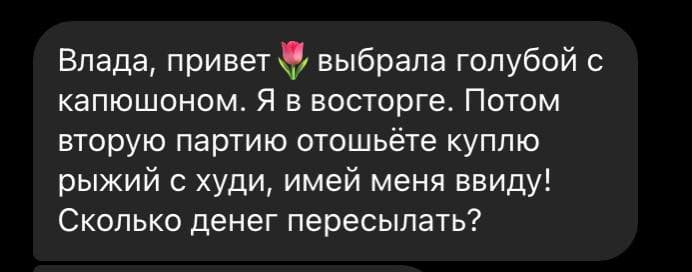 Влада, привет🌷 выбрала голубой с
капюшоном. Я в восторге. Потом
вторую партию отошьёте куплю
рыжий с худи, имей меня ввиду!
Сколько денег пересылать?